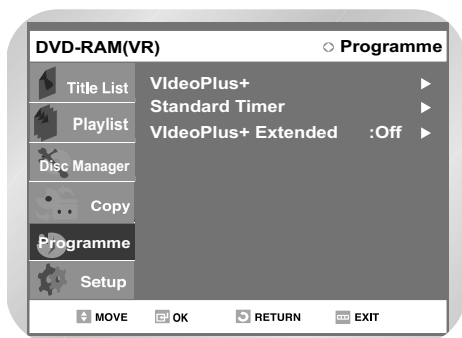 DVD-RAM(VR) Programme
Title List
Playlist
Disc Manager
Copy
Programme
Setup
VIdeoPlus+
Standard Timer
VIdeoPlus+ Extended :Off
MOVE OK RETURN EXIT